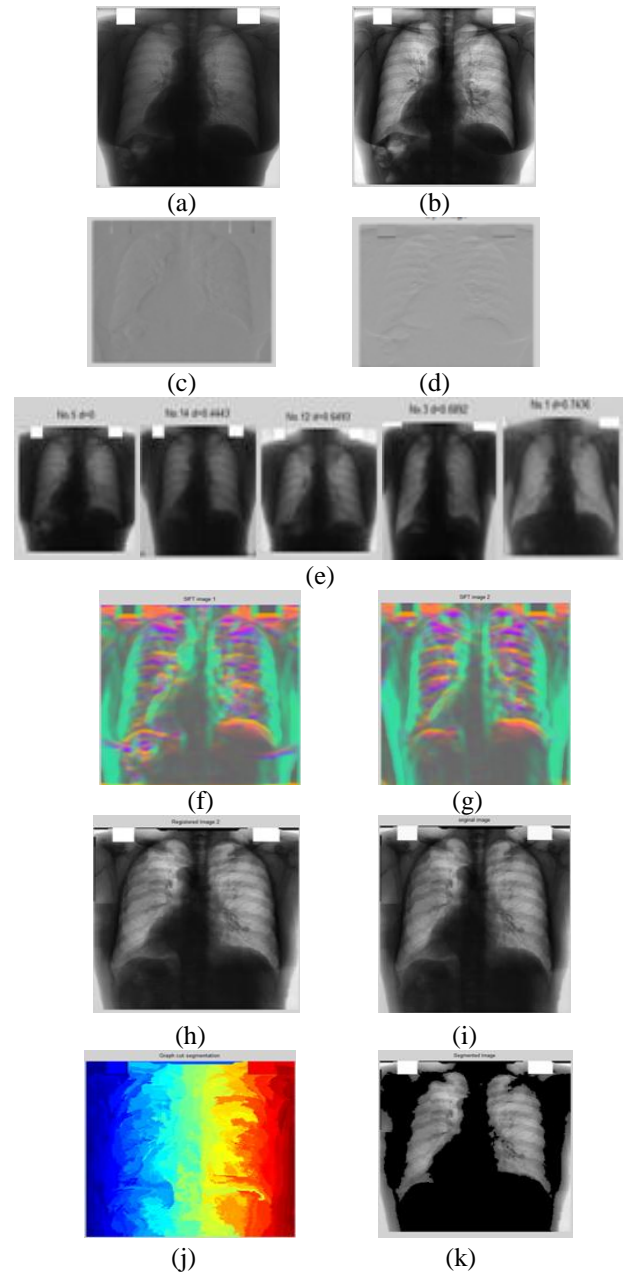 (a)
(b)
(c)
(d)
No.5 d=0
No.14 d=0.4443
No.12 d=0.6493
No.3 d=0.6892
No.1 d=0.7436
(e)
SIFT image 1
SIFT image 2
(f)
(g)
Registered Image 2
original image
(h)
(i)
Graph cut segmentation
Segmented Image
(j)
(k)